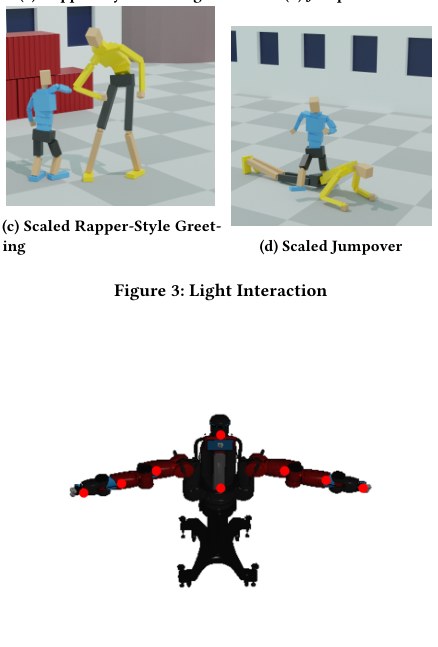 (c) Scaled Rapper-Style Greet-
ing
(d) Scaled Jumpover
Figure 3: Light Interaction